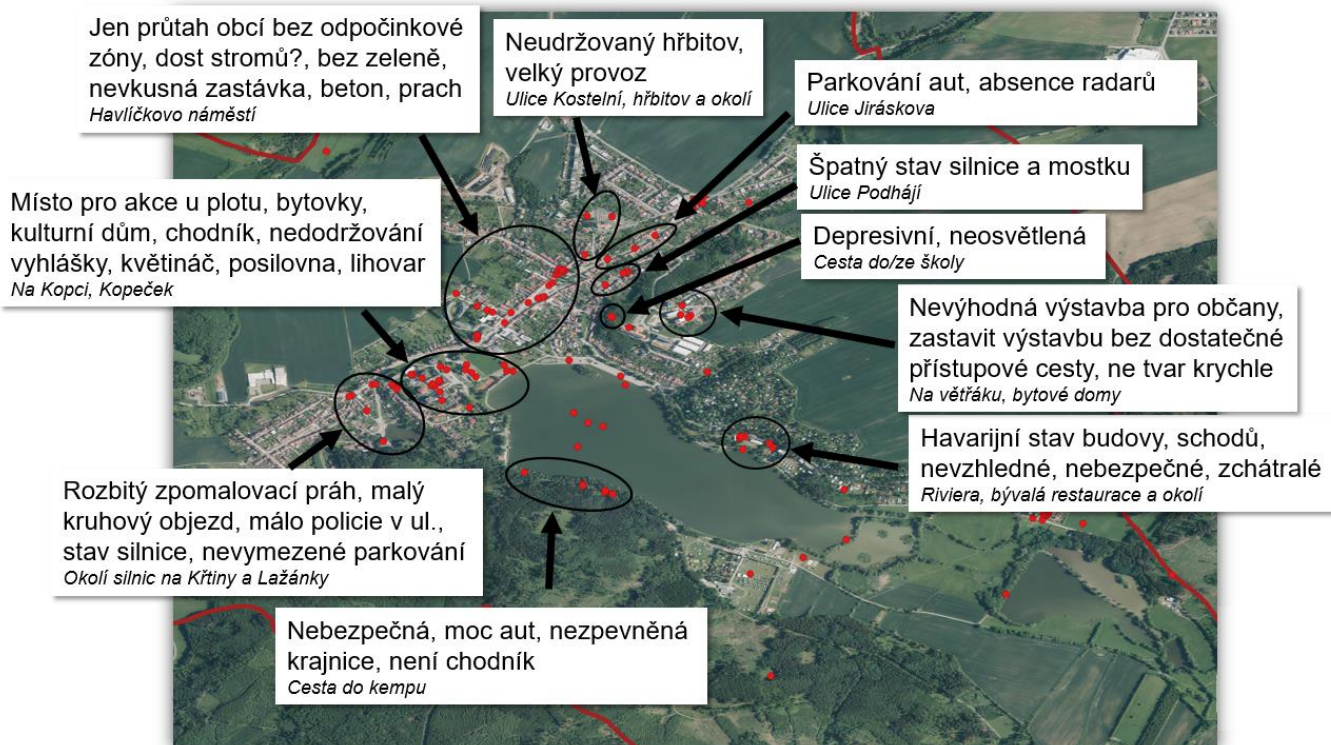 Jen průtah obcí bez odpočinkové
zóny, dost stromů?, bez zeleně,
nevkusná zastávka, beton, prach
Havlíčkovo náměstí
Neudržovaný hřbitov,
velký provoz
Ulice Kostelní, hřbitov a okolí
Parkování aut, absence radarů
Ulice Jiráskova
Špatný stav silnice a mostku
Ulice Podhájí
Místo pro akce u plotu, bytovky,
kulturní dům, chodník, nedodržování
vyhlášky, květináč, posilovna, lihovar
Na Kopci, Kopeček
Depresivní, neosvětlená
Cesta do/ze školy
Nevýhodná výstavba pro občany,
zastavit výstavbu bez dostatečné
přístupové cesty, ne tvar krychle
Na větřáku, bytové domy
Havarijní stav budovy, schodů,
nevzhledné, nebezpečné, zchátralé
Riviera, bývalá restaurace a okolí
Rozbitý zpomalovací práh, malý
kruhový objezd, málo policie v ul.,
stav silnice, nevymezené parkování
Okolí silnic na Křtiny a Lažánky
Nebezpečná, moc aut, nezpevněná
krajnice, není chodník
Cesta do kempu